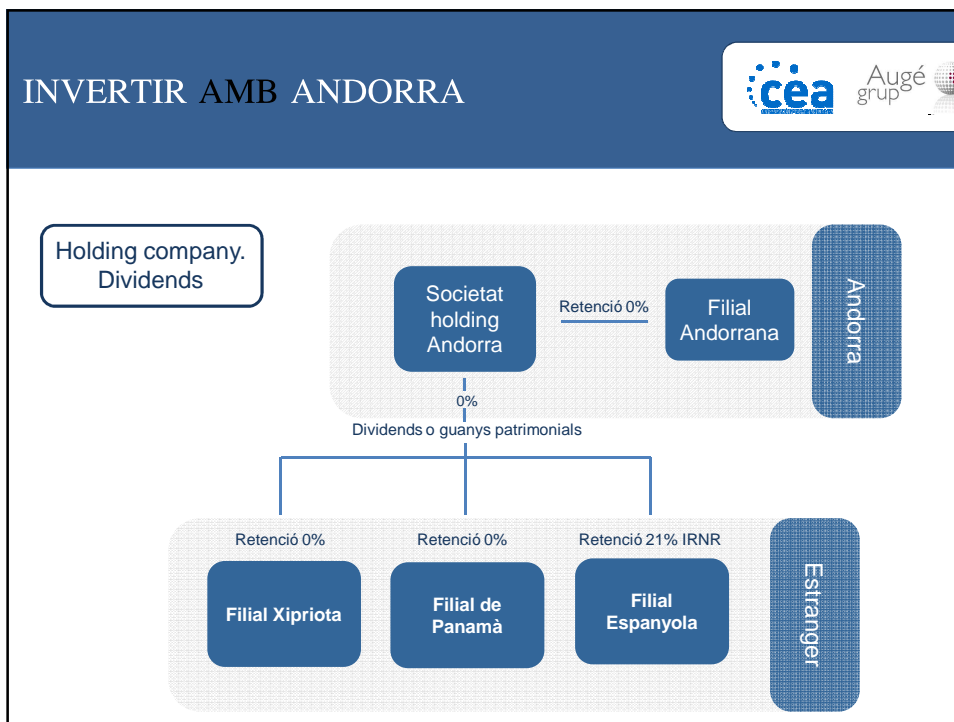 INVERTIR AMB ANDORRA
cea
Augé
grup
Holding company.
Dividends
Societat
holding
Andorra
Retenció 0%
Filial
Andorrana
Andorra
0%
Dividends o guanys patrimonials
Retenció 0%
Retenció 0%
Retenció 21% IRNR
Filial Xipriota
Filial de
Panamà
Filial
Espanyola
Estranger